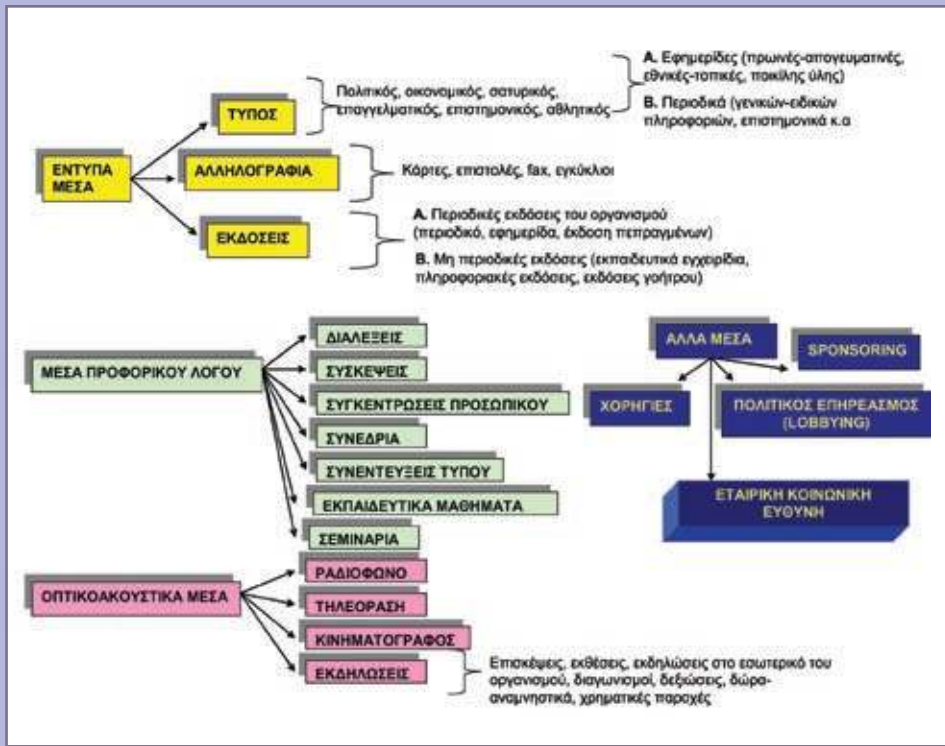 ΕΝΤΥΠΑ
ΜΕΣΑ
ΤΥΠΟΣ
Πολιτικός, οικονομικός, σατυρικός,
επαγγελματικός, επιστημονικός, αθλητικός
Α. Εφημερίδες (πρωινές-απογευματινές,
εθνικές-τοπικές, ποικίλης ύλης)
Β. Περιοδικά (γενικών-ειδικών
πληροφοριών, επιστημονικά κ.α
ΑΛΛΗΛΟΓΡΑΦΙΑ
Κάρτες, επιστολές, fax, εγκύκλιοι
ΕΚΔΟΣΕΙΣ
Α. Περιοδικές εκδόσεις του οργανισμού
(περιοδικό, εφημερίδα, έκδοση πεπραγμένων)
Β. Μη περιοδικές εκδόσεις (εκπαιδευτικά εγχειρίδια,
πληροφοριακές εκδόσεις, εκδόσεις γοήτρου)
ΜΕΣΑ ΠΡΟΦΟΡΙΚΟΥ ΛΟΓΟΥ
ΔΙΑΛΕΞΕΙΣ
ΣΥΣΚΕΨΕΙΣ
ΣΥΓΚΕΝΤΡΩΣΕΙΣ ΠΡΟΣΩΠΙΚΟΥ
ΣΥΝΕΔΡΙΑ
ΣΥΝΕΝΤΕΥΞΕΙΣ ΤΥΠΟΥ
ΕΚΠΑΙΔΕΥΤΙΚΑ ΜΑΘΗΜΑΤΑ
ΣΕΜΙΝΑΡΙΑ
ΑΛΛΑ ΜΕΣΑ
SPONSORING
ΧΟΡΗΓΙΕΣ
ΠΟΛΙΤΙΚΟΣ ΕΠΗΡΕΑΣΜΟΣ
(LOBBYING)
ΕΤΑΙΡΙΚΗ ΚΟΙΝΩΝΙΚΗ
ΕΥΘΥΝΗ
ΟΠΤΙΚΟΑΚΟΥΣΤΙΚΑ ΜΕΣΑ
ΡΑΔΙΟΦΩΝΟ
ΤΗΛΕΟΡΑΣΗ
ΚΙΝΗΜΑΤΟΓΡΑΦΟΣ
ΕΚΔΗΛΩΣΕΙΣ
Επισκέψεις, εκθέσεις, εκδηλώσεις στο εσωτερικό του
οργανισμού, διαγωνισμοί, δεξιώσεις, δώρα-
αναμνηστικά, χρηματικές παροχές